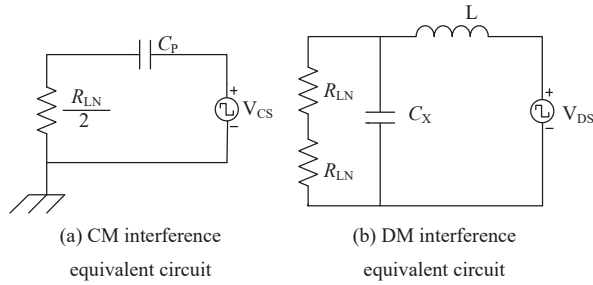 C_P
+
R_LN
2
−
V_CS
(a) CM interference
equivalent circuit
L
R_LN
C_X
+
−
V_DS
R_LN
(b) DM interference
equivalent circuit